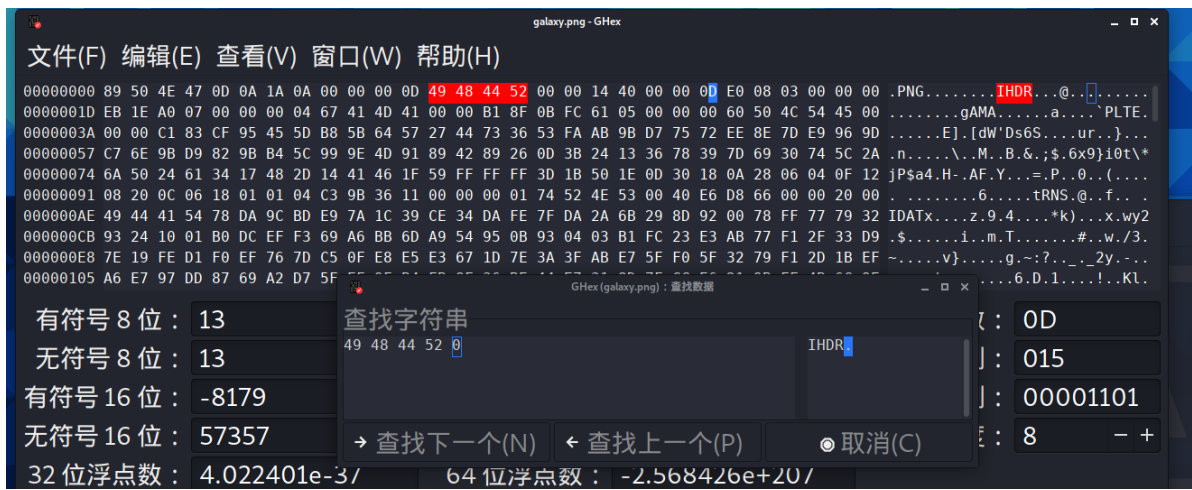 galaxy.png - GHex
文件(F) 编辑(E) 查看(V) 窗口(W) 帮助(H)
00000000 89 50 4E 47 0D 0A 1A 0A 00 00 00 0D 49 48 44 52 00 00 14 40 00 00 0D E0 08 03 00 00 00 .PNG........IHDR...@.........
0000001D EB 1E A0 07 00 00 00 04 67 41 4D 41 00 00 B1 8F 0B FC 61 05 00 00 00 60 50 4C 54 45 00 ........gAMA......a....`PLTE.
0000003A 00 00 C1 83 CF 95 45 5D D8 5B 64 57 27 44 73 36 53 FA AB 9B D7 75 72 EE 8E 7D E9 96 9D ......E].[dW'Ds6S....ur..}...
00000057 C7 6E 9B D9 82 9B B4 5C 99 9E 4D 91 89 42 89 26 0D 3B 24 13 36 78 39 7D 69 30 74 5C 2A .n.....\..M..B.&.;$.6x9}i0t\*
00000074 6A 50 24 61 34 17 48 2D 14 41 46 1F 59 FF FF FF 3D 1B 50 1E 0D 30 18 0A 28 06 04 0F 12 jP$a4.H-.AF.Y...=.P..0..(....
00000091 08 20 0C 06 18 01 01 04 C3 9B 36 11 00 00 00 01 74 52 4E 53 00 40 E6 D8 66 00 00 20 00 . ........6.....tRNS.@..f.. .
000000AE 49 44 41 54 78 DA 9C BD E9 7A 1C 39 CE 34 DA FE 7F DA 2A 6B 29 8D 92 00 78 FF 77 79 32 IDATx....z.9.4....*k)...x.wy2
000000CB 93 24 10 01 B0 DC EF F3 69 A6 BB 6D A9 54 95 0B 93 04 03 B1 FC 23 E3 AB 77 F1 2F 33 D9 .$......i..m.T........#..w./3.
000000E8 7E 19 FE D1 F0 EF 76 7D C5 0F E8 E5 E3 67 1D 7E 3A 3F AB E7 5F F0 5F 32 79 F1 2D 1B EF ~.....v}.....g.~:?.._._2y.-..
00000105 A6 E7 97 DD 87 69 A2 D7 5F ....6.D.1....!..Kl.
GHex (galaxy.png) : 查找数据
查找字符串
49 48 44 52 0 IHDR.
→ 查找下一个(N) ← 查找上一个(P) 取消(C)
有符号 8 位： 13 ： 0D
无符号 8 位： 13 ： 015
有符号 16 位： -8179 ： 00001101
无符号 16 位： 57357 ： 8 − +
32 位浮点数： 4.022401e-37 64 位浮点数： -2.568426e+207